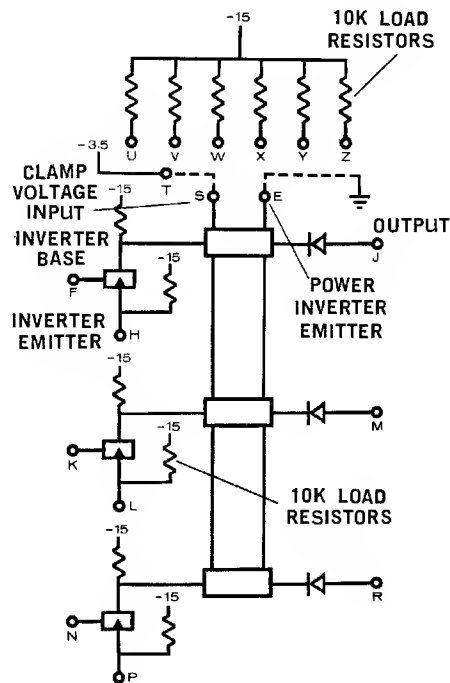 -15
10K LOAD
RESISTORS
U V W X Y Z
-3.5
T
CLAMP
VOLTAGE
INPUT
S E
-15
INVERTER
BASE
OUTPUT
J
F
-15
POWER
INVERTER
EMITTER
INVERTER
EMITTER
H
-15
M
K
-15
10K LOAD
RESISTORS
L
-15
R
N
-15
P